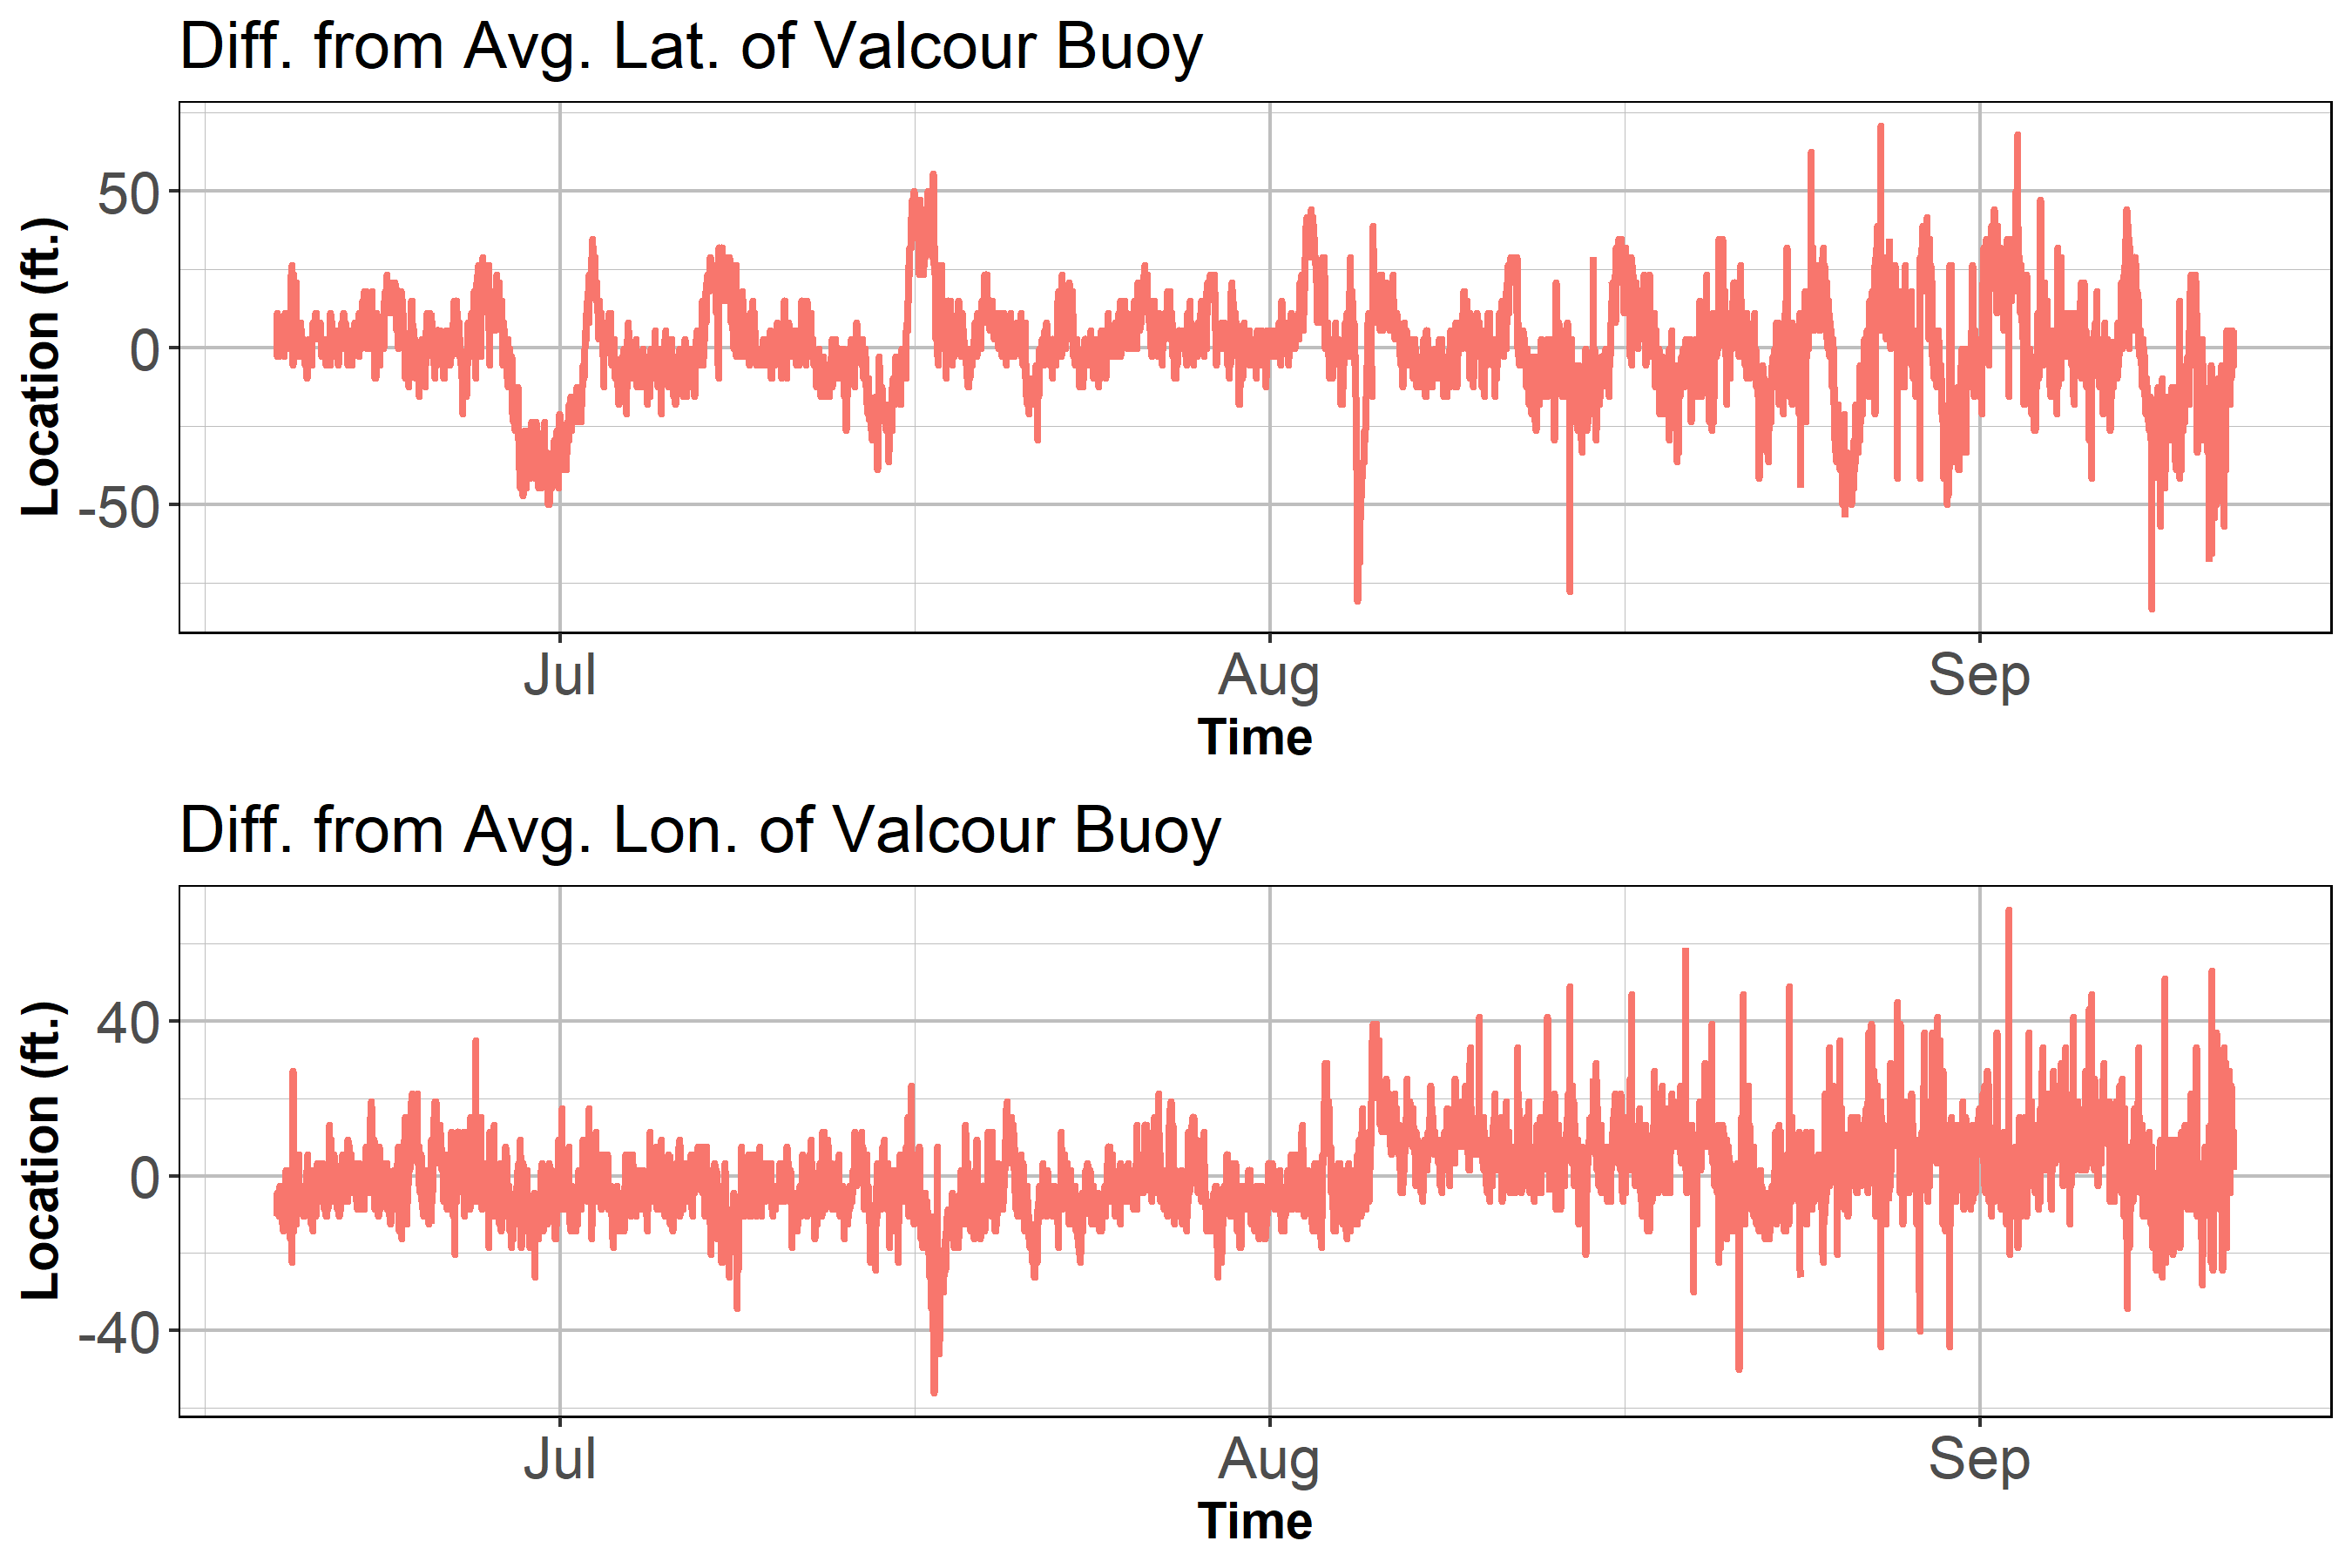 Diff. from Avg. Lat. of Valcour Buoy
Location (ft.)
50
0
-50
Jul
Aug
Sep
Time
Diff. from Avg. Lon. of Valcour Buoy
Location (ft.)
40
0
-40
Jul
Aug
Sep
Time